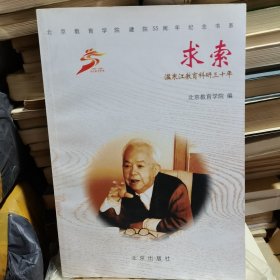 北京教育学院建院55周年纪念书系
求索
温寒江教育科研三十年
北京教育学院 编
北京出版社